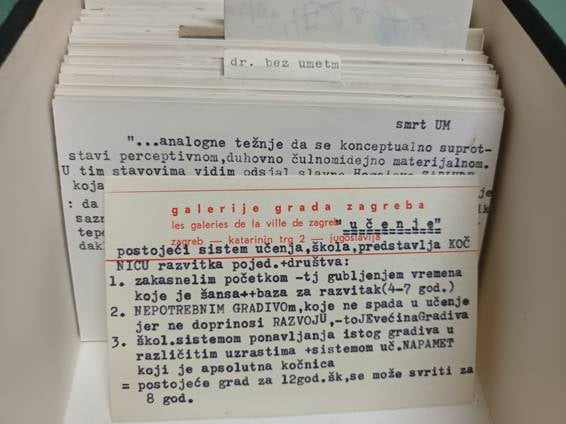 dr. bez umetm
smrt UM
"...analogne težnje da se konceptualno suprot-
stavi perceptivnom,duhovno čulnomidejno materijalnom.
U tim stavovima vidim odsjaj slavne
koja
: da
je
sazn
tepe
dakl
galerije grada zagreba
les galeries de la ville de zagreb
"učenje"
zagreb — katarinin trg 2 — jugoslavija
postojeći sistem učenja,škola,predstavlja KOČ
NICU razvitka pojed.+društva:
1. zakasnelim početkom -tj gubljenjem vremena
koje je šansa++baza za razvitak(4-7 god.)
2. NEPOTREBNIM GRADIVOm,koje ne spada u učenje
jer ne doprinosi RAZVOJU,-toJEvećinaGradiva
3. škol.sistemom ponavljanja istog gradiva u
različitim uzrastima +sistemom uč.NAPAMET
koji je apsolutna kočnica
= postojeće grad za 12god.šk,se može svriti za
8 god.